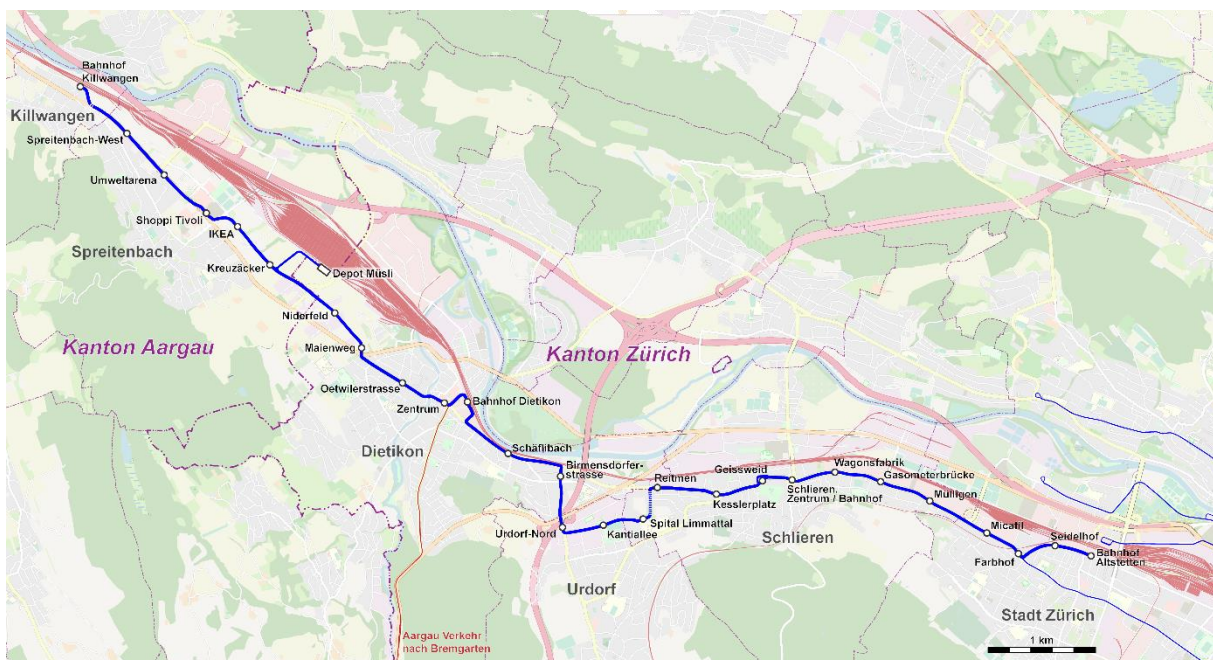 Bahnhof
Killwangen
Killwangen
Spreitenbach-West
Umweltarena
Shoppi Tivoli
IKEA
Spreitenbach
Kreuzäcker
Depot Müsli
Niderfeld
Kanton Aargau
Maienweg
Kanton Zürich
Oetwilerstrasse
Zentrum
Bahnhof Dietikon
Dietikon
Schäflibach
Birmensdorfer-
strasse
Reitmen
Geissweid
Wagonsfabrik
Gasometerbrücke
Kesslerplatz
Schlieren,
Zentrum / Bahnhof
Mülligen
Urdorf-Nord
Kantiallee
Spital Limmattal
Schlieren
Micafil
Seidelhof
Farbhof
Bahnhof
Altstetten
Urdorf
Stadt Zürich
Aargau Verkehr
nach Bremgarten
1 km